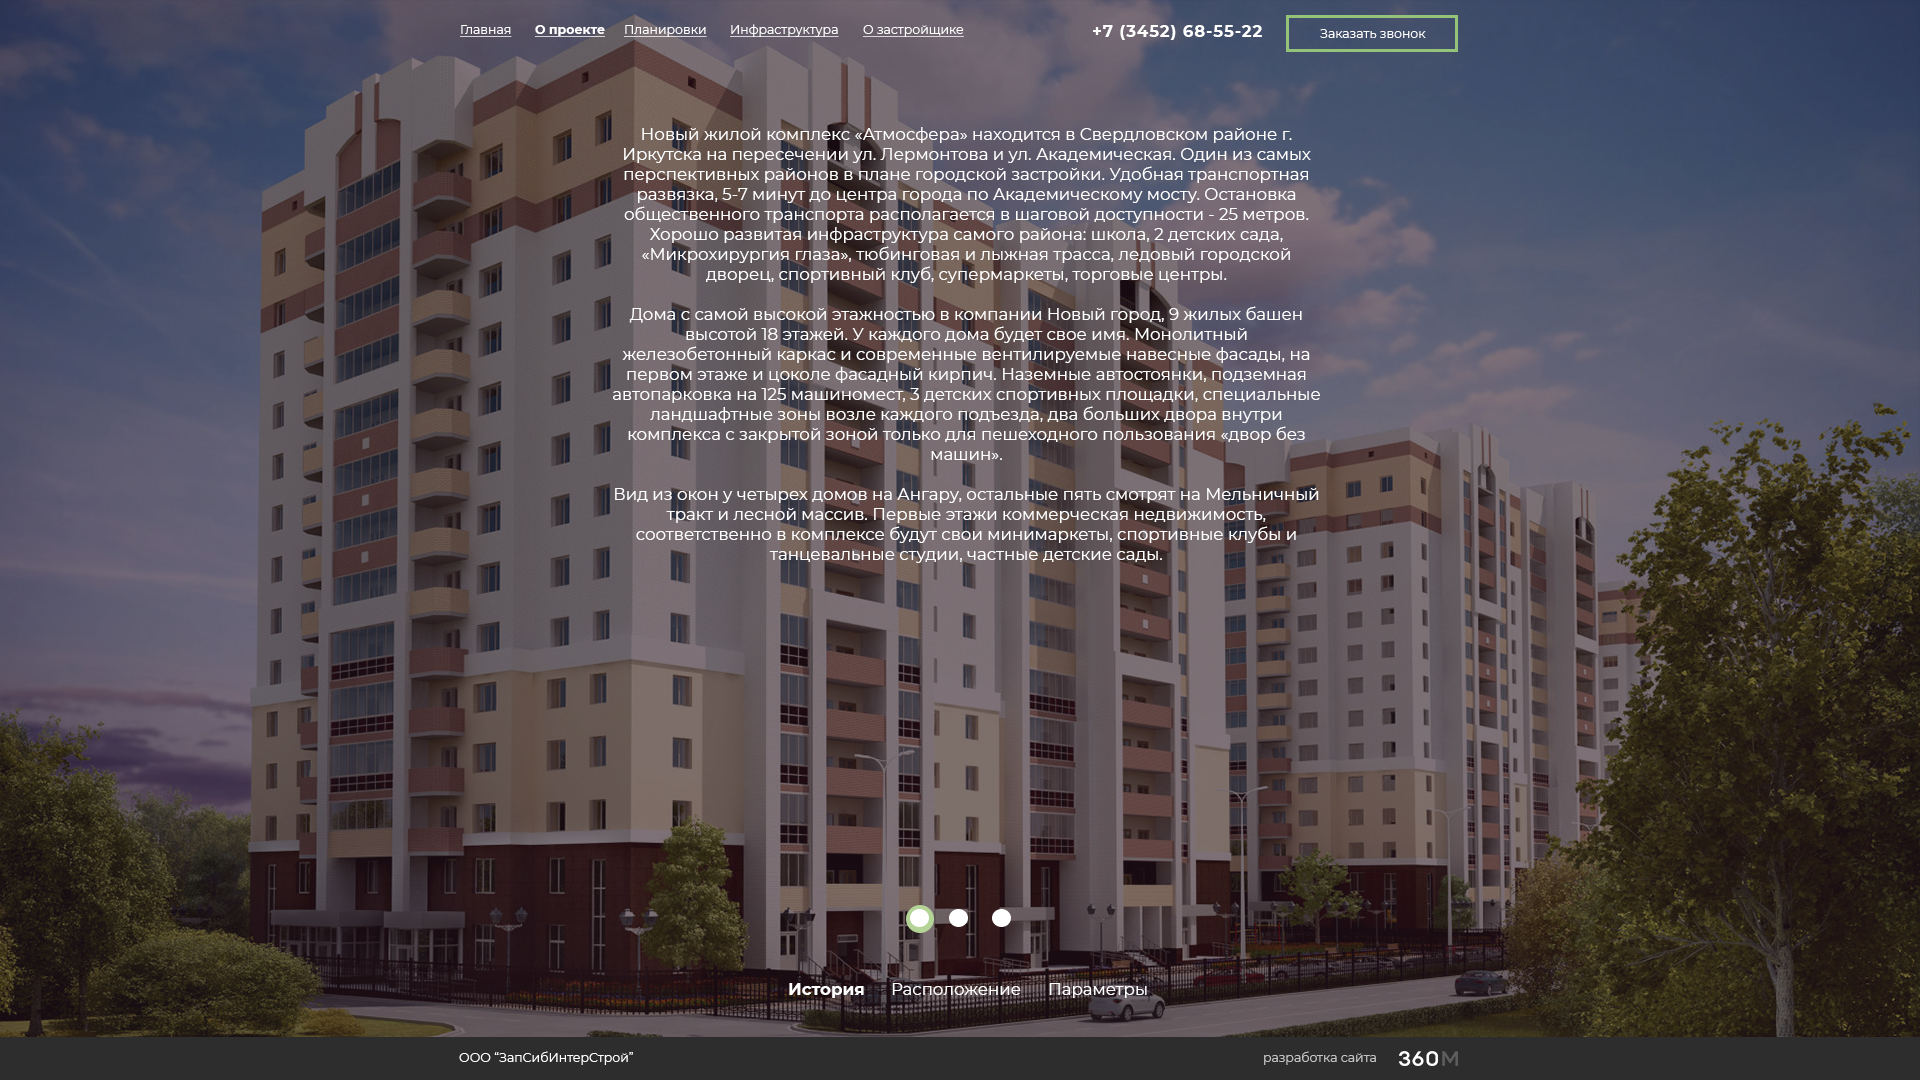 Главная О проекте Планировки Инфраструктура О застройщике +7 (3452) 68-55-22 Заказать звонок
Новый жилой комплекс «Атмосфера» находится в Свердловском районе г.
Иркутска на пересечении ул. Лермонтова и ул. Академическая. Один из самых
перспективных районов в плане городской застройки. Удобная транспортная
развязка, 5-7 минут до центра города по Академическому мосту. Остановка
общественного транспорта располагается в шаговой доступности - 25 метров.
Хорошо развитая инфраструктура самого района: школа, 2 детских сада,
«Микрохирургия глаза», тюбинговая и лыжная трасса, ледовый городской
дворец, спортивный клуб, супермаркеты, торговые центры.
Дома с самой высокой этажностью в компании Новый город, 9 жилых башен
высотой 18 этажей. У каждого дома будет свое имя. Монолитный
железобетонный каркас и современные вентилируемые навесные фасады, на
первом этаже и цоколе фасадный кирпич. Наземные автостоянки, подземная
автопарковка на 125 машиномест, 3 детских спортивных площадки, специальные
ландшафтные зоны возле каждого подъезда, два больших двора внутри
комплекса с закрытой зоной только для пешеходного пользования «двор без
машин».
Вид из окон у четырех домов на Ангару, остальные пять смотрят на Мельничный
тракт и лесной массив. Первые этажи коммерческая недвижимость,
соответственно в комплексе будут свои минимаркеты, спортивные клубы и
танцевальные студии, частные детские сады.
История Расположение Параметры
ООО “ЗапСибИнтерСтрой” разработка сайта 360М